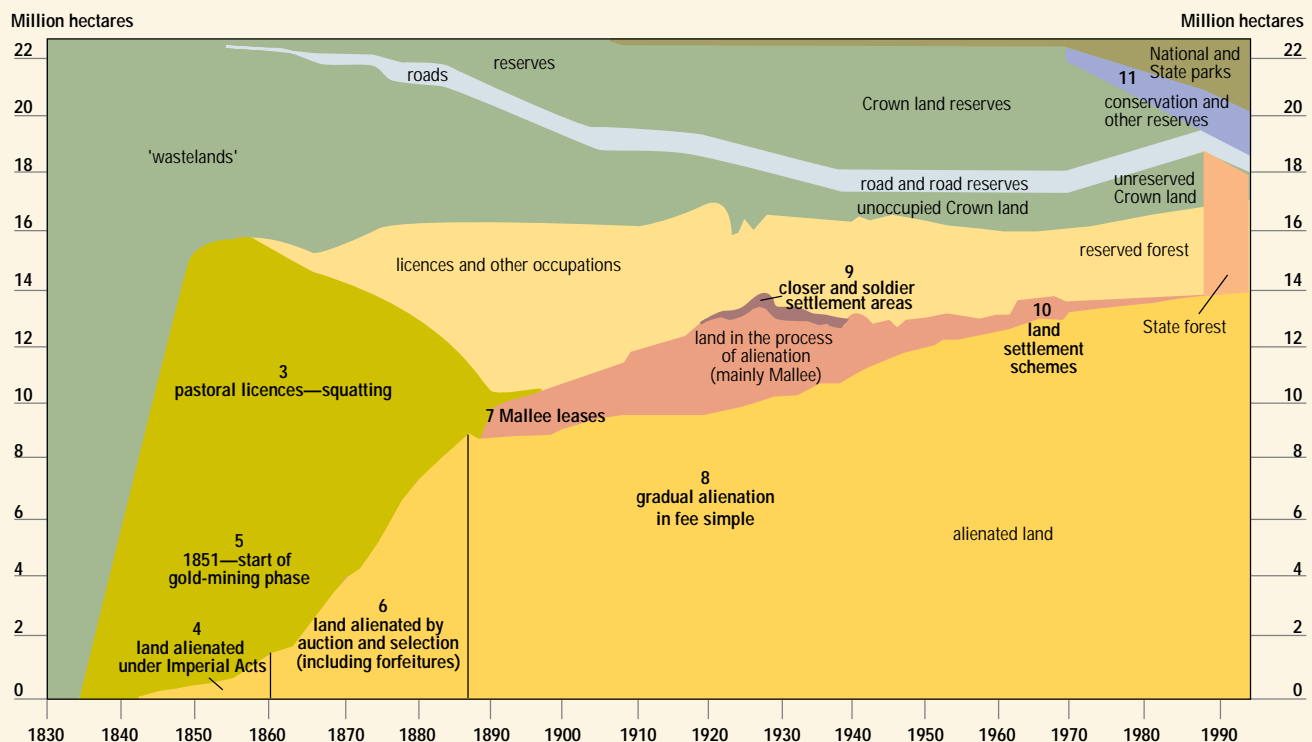 Million hectares
Million hectares
22
20
18
16
14
12
10
8
6
4
2
0
22
20
18
16
14
12
10
8
6
4
2
0
roads
reserves
'wastelands'
Crown land reserves
National and
State parks
11
conservation and
other reserves
road and road reserves
unoccupied Crown land
unreserved
Crown land
reserved forest
licences and other occupations
9
closer and soldier
settlement areas
State forest
10
land
settlement
schemes
land in the process
of alienation
(mainly Mallee)
3
pastoral licences—squatting
7 Mallee leases
8
gradual alienation
in fee simple
alienated land
5
1851—start of
gold-mining phase
4
land alienated
under Imperial Acts
6
land alienated by
auction and selection
(including forfeitures)
1830
1840
1850
1860
1870
1880
1890
1900
1910
1920
1930
1940
1950
1960
1970
1980
1990